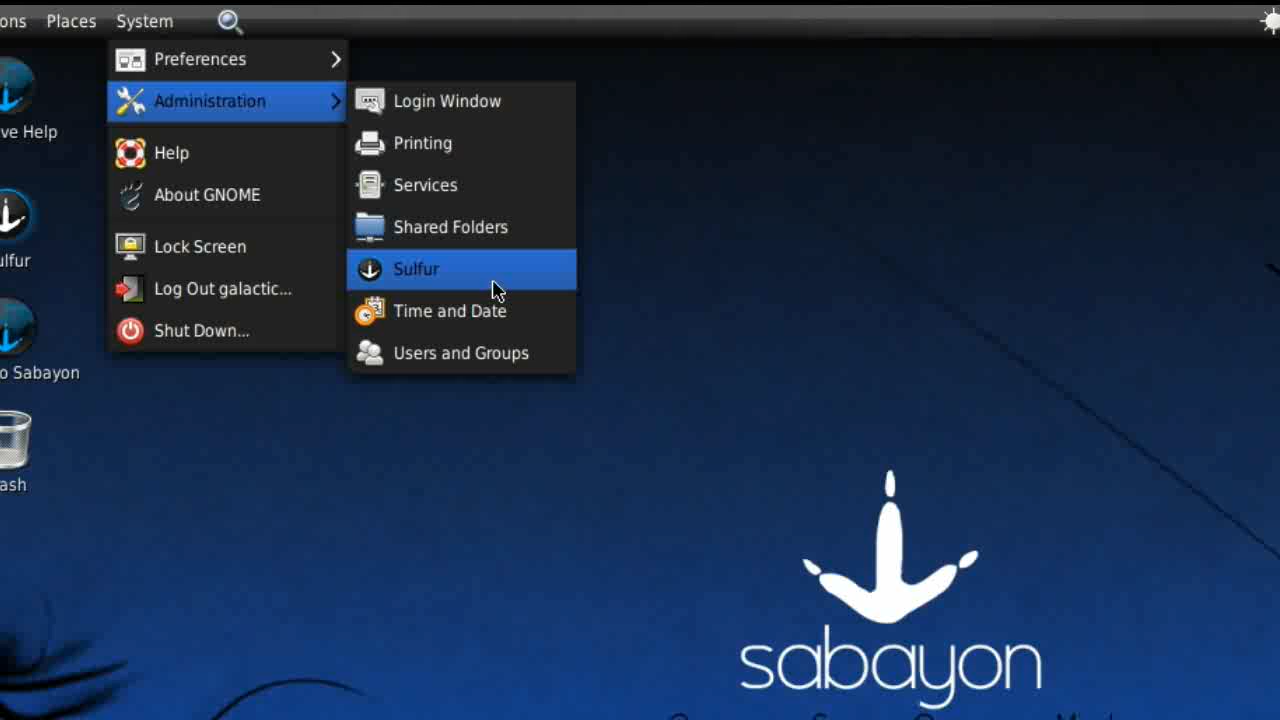 ons Places System
Preferences
Administration
Help
About GNOME
Lock Screen
Log Out galactic...
Shut Down...
Login Window
Printing
Services
Shared Folders
Sulfur
Time and Date
Users and Groups
ve Help
ulfur
o Sabayon
ash
sabayon